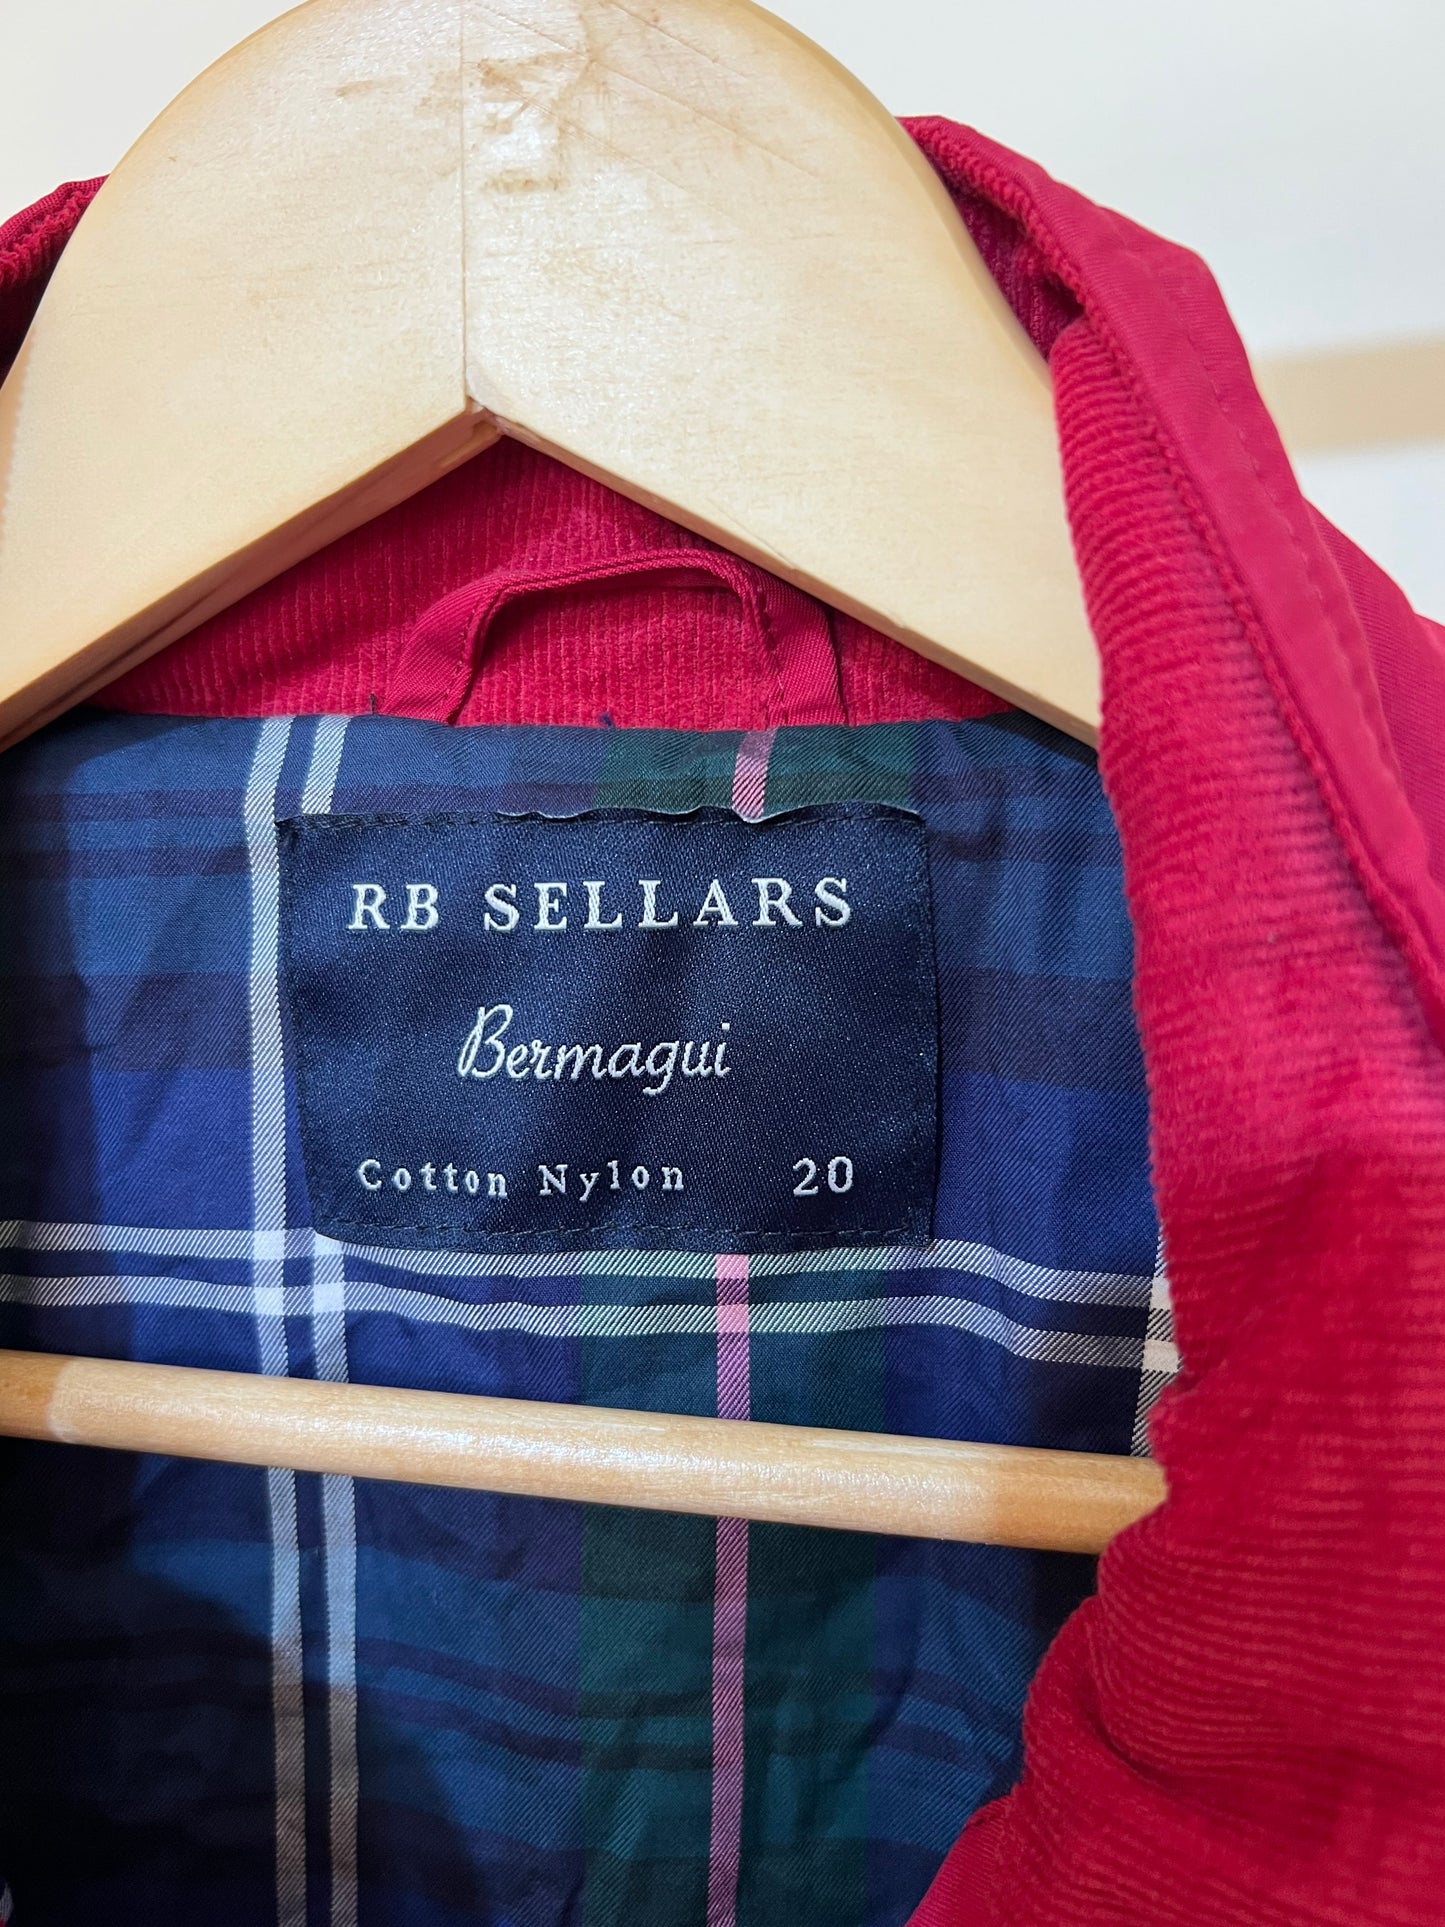 RB SELLARS
Bermagui
Cotton Nylon 20